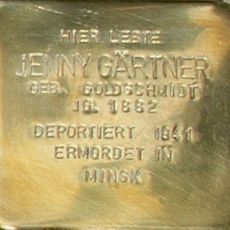 HIER LEBTE
JENNY GÄRTNER
GEB. GOLDSCHMIDT
JG. 1862
DEPORTIERT 1941
ERMORDET IN
MINSK